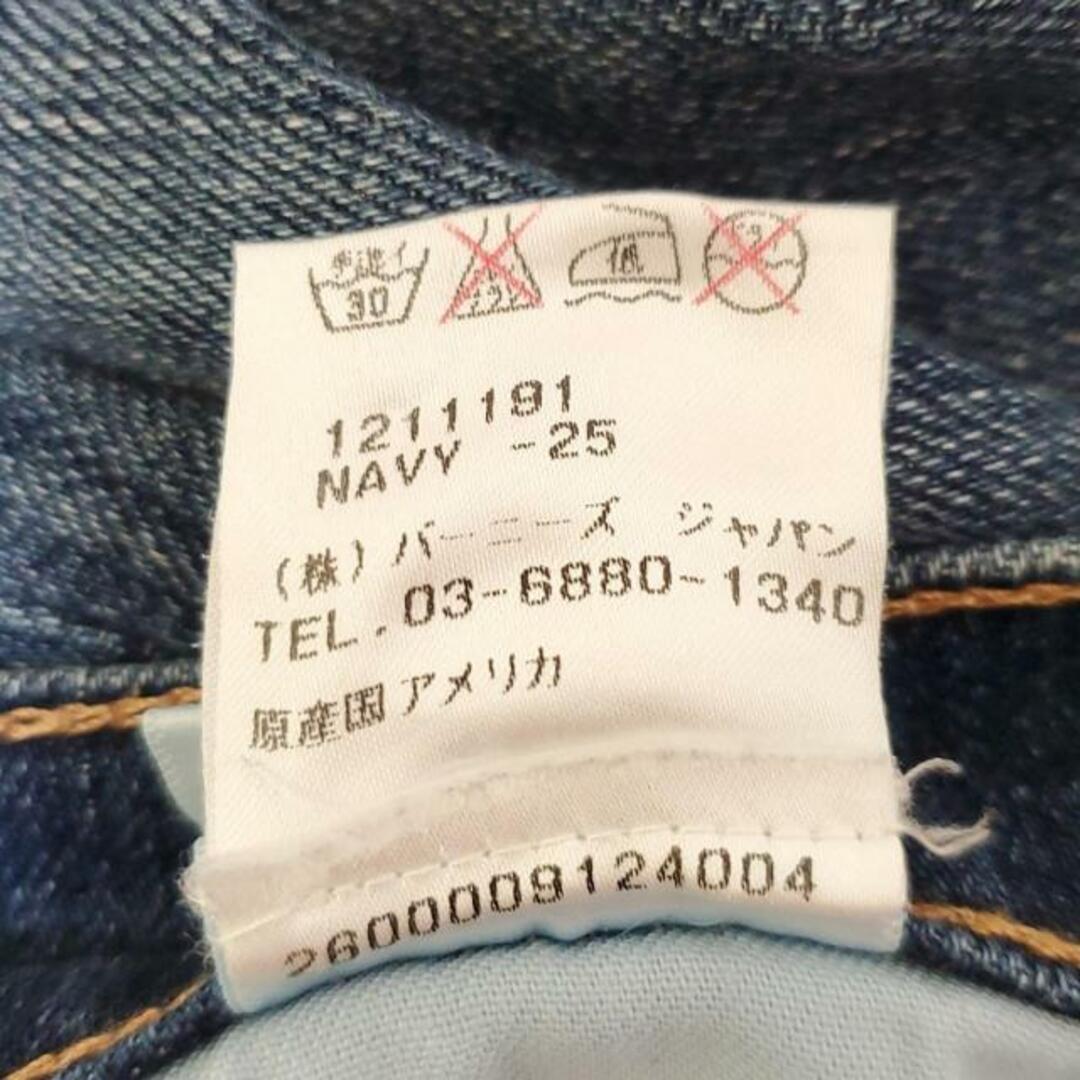 手洗イ 30 低
1211191
NAVY -25
(株) バーニーズ ジャパン
TEL. 03-6880-1340
原産国 アメリカ
2600009124004